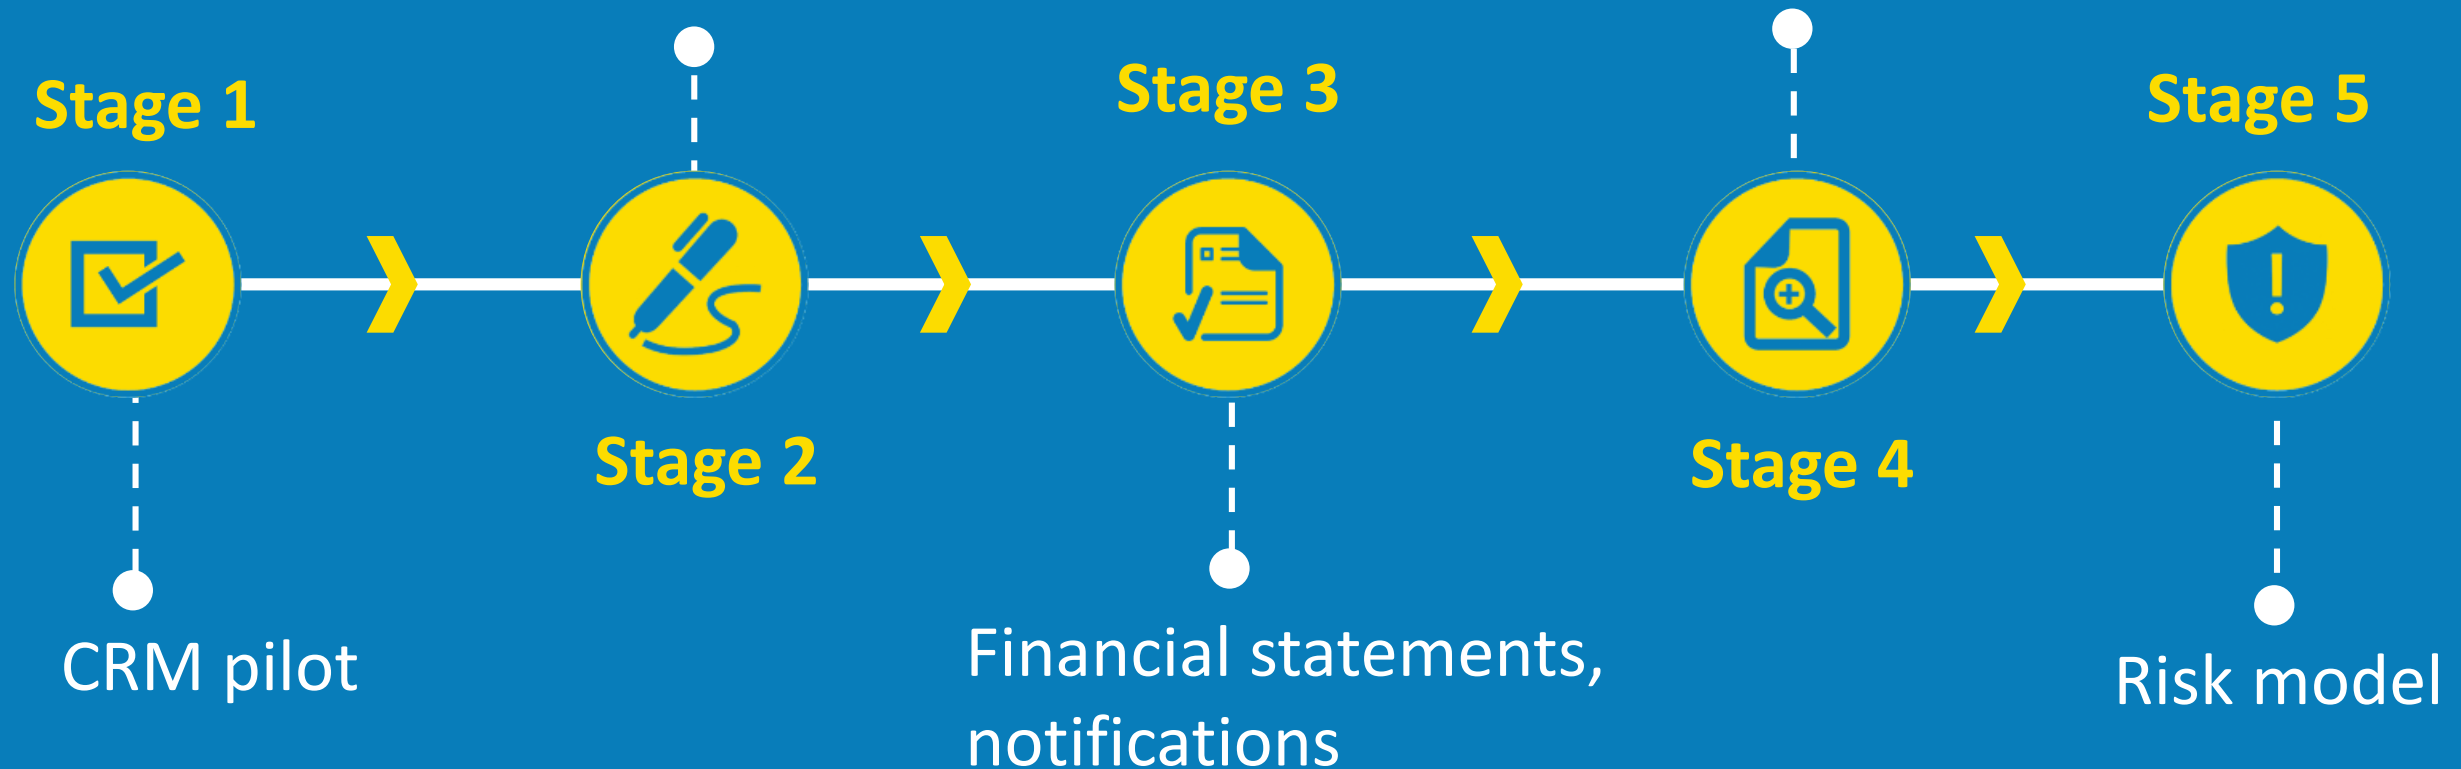 Stage 1
Stage 2
Stage 3
Stage 4
Stage 5
CRM pilot
Financial statements,
notifications
Risk model